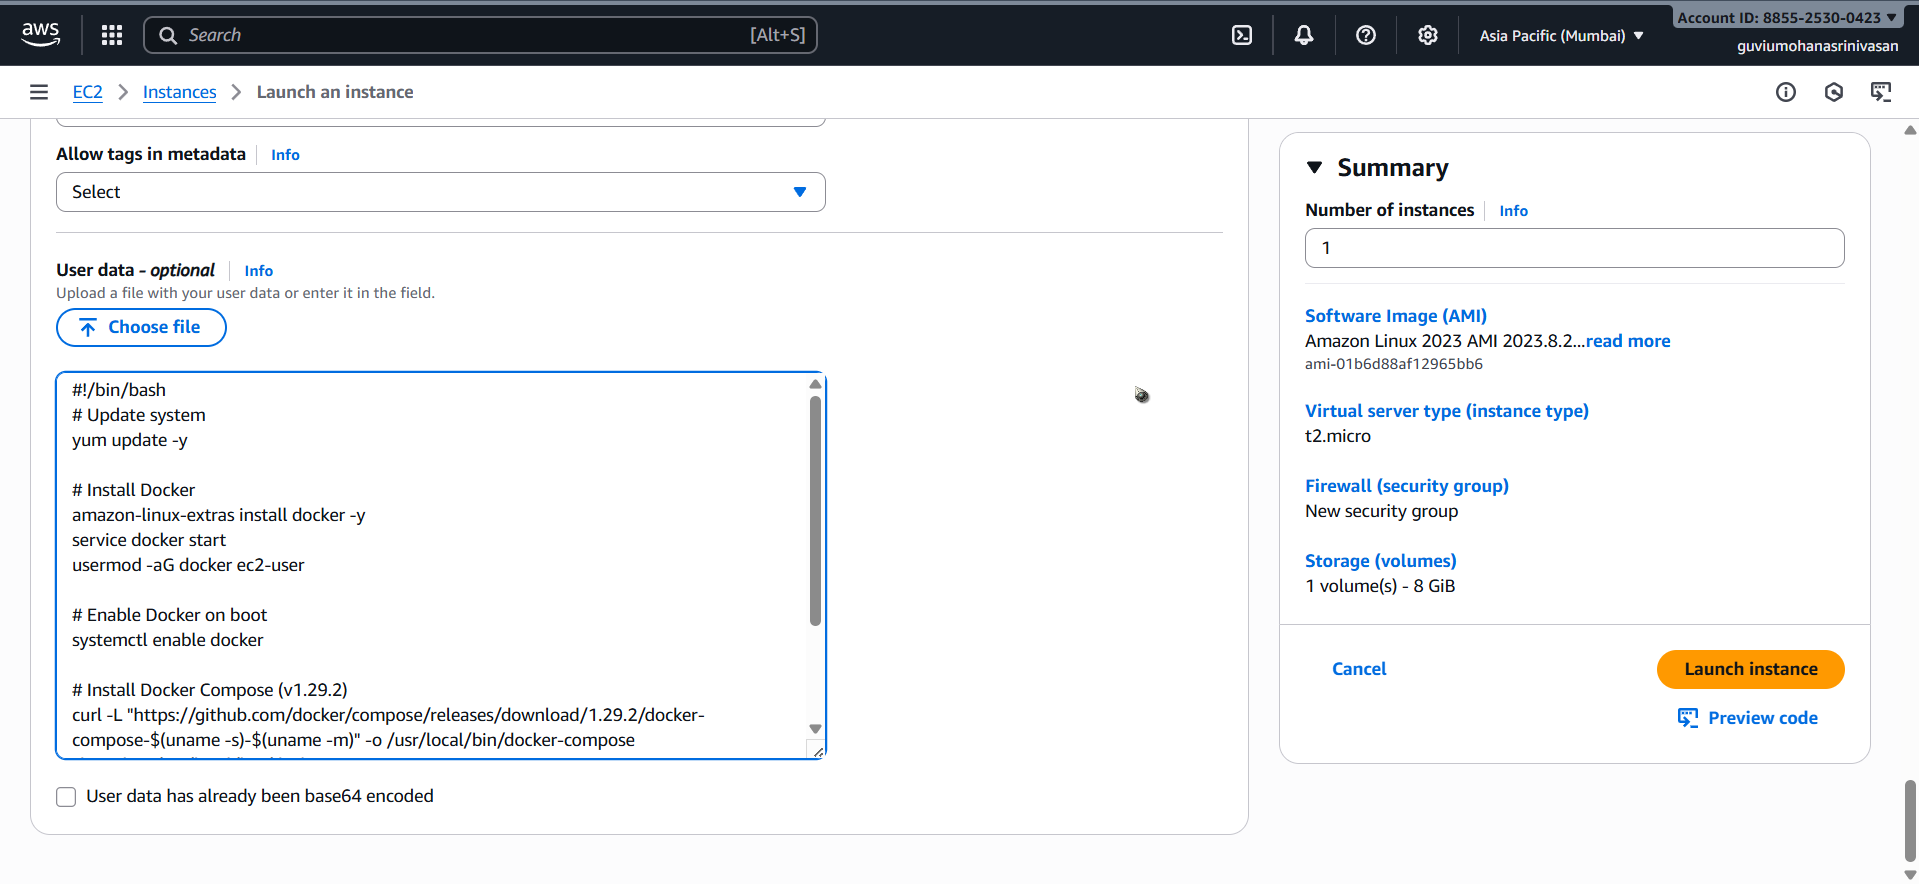 aws
Search
[Alt+S]
Asia Pacific (Mumbai)
Account ID: 8855-2530-0423
guviumohanasrinivasan
EC2
Instances
Launch an instance
Allow tags in metadata
Info
Select
User data - optional
Info
Upload a file with your user data or enter it in the field.
Choose file
#!/bin/bash
# Update system
yum update -y
# Install Docker
amazon-linux-extras install docker -y
service docker start
usermod -aG docker ec2-user
# Enable Docker on boot
systemctl enable docker
# Install Docker Compose (v1.29.2)
curl -L "https://github.com/docker/compose/releases/download/1.29.2/docker-
compose-$(uname -s)-$(uname -m)" -o /usr/local/bin/docker-compose
User data has already been base64 encoded
Summary
Number of instances
Info
1
Software Image (AMI)
Amazon Linux 2023 AMI 2023.8.2...read more
ami-01b6d88af12965bb6
Virtual server type (instance type)
t2.micro
Firewall (security group)
New security group
Storage (volumes)
1 volume(s) - 8 GiB
Cancel
Launch instance
Preview code